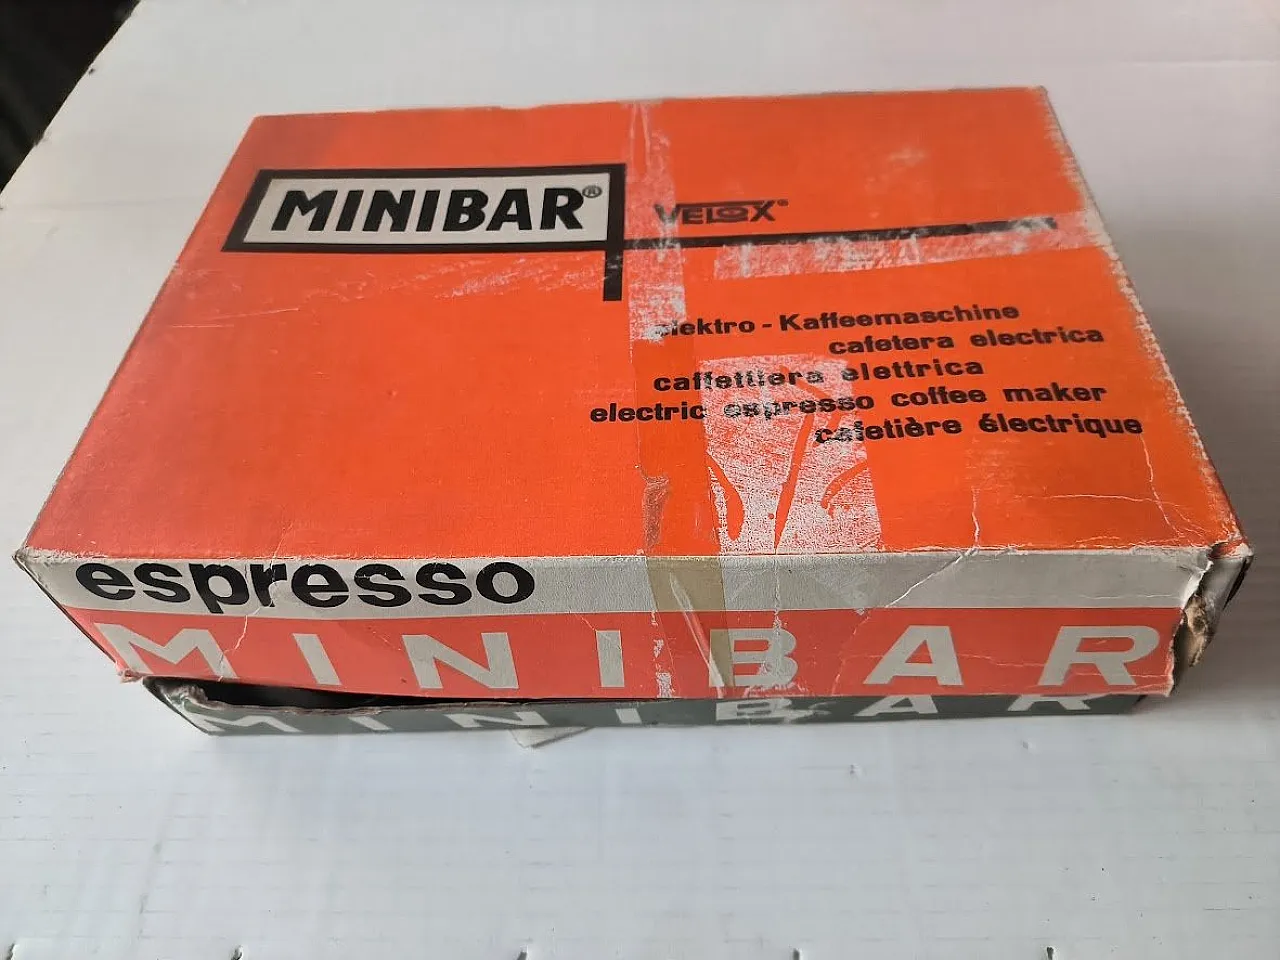 MINIBAR®
VELOX®
elektro - Kaffeemaschine
cafetera electrica
caffettiera elettrica
electric espresso coffee maker
cafetière électrique
espresso
MINIBAR
MINIBAR